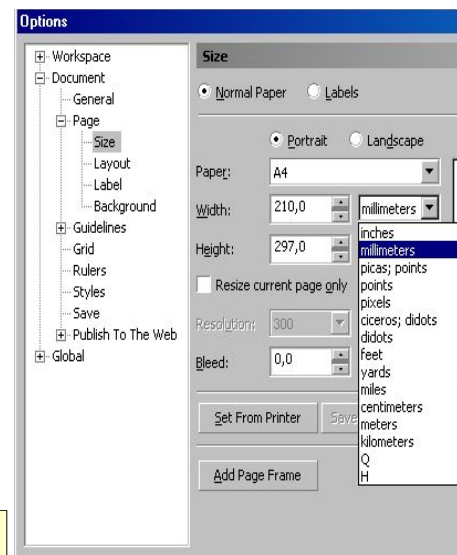 Options
Workspace
Document
General
Page
Size
Layout
Label
Background
Guidelines
Grid
Rulers
Styles
Save
Publish To The Web
Global
Size
Normal Paper Labels
Portrait Landscape
Paper: A4
Width: 210,0 millimeters
Height: 297,0
Resize current page only
Resolution: 300
Bleed: 0,0
Set From Printer Save
Add Page Frame
inches
millimeters
picas; points
points
pixels
ciceros; didots
didots
feet
yards
miles
centimeters
meters
kilometers
Q
H